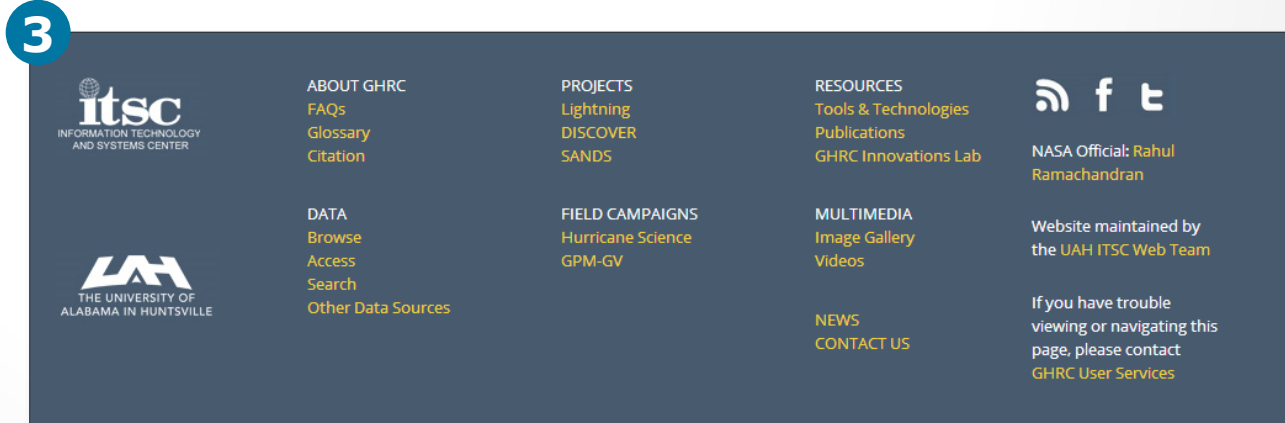 3
itsc
INFORMATION TECHNOLOGY
AND SYSTEMS CENTER
UAH
THE UNIVERSITY OF
ALABAMA IN HUNTSVILLE
ABOUT GHRC
FAQs
Glossary
Citation
DATA
Browse
Access
Search
Other Data Sources
PROJECTS
Lightning
DISCOVER
SANDS
FIELD CAMPAIGNS
Hurricane Science
GPM-GV
RESOURCES
Tools & Technologies
Publications
GHRC Innovations Lab
MULTIMEDIA
Image Gallery
Videos
NEWS
CONTACT US
NASA Official: Rahul
Ramachandran
Website maintained by
the UAH ITSC Web Team
If you have trouble
viewing or navigating this
page, please contact
GHRC User Services